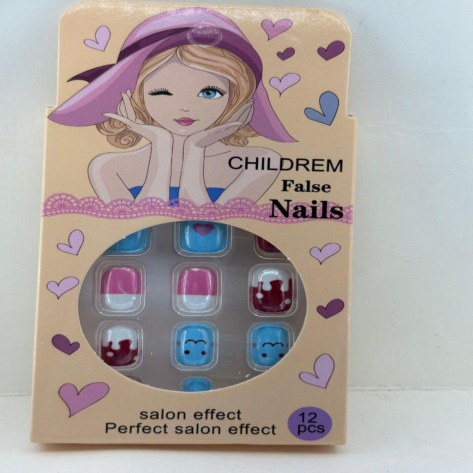 CHILDREM
False
Nails
salon effect
Perfect salon effect
12
pcs